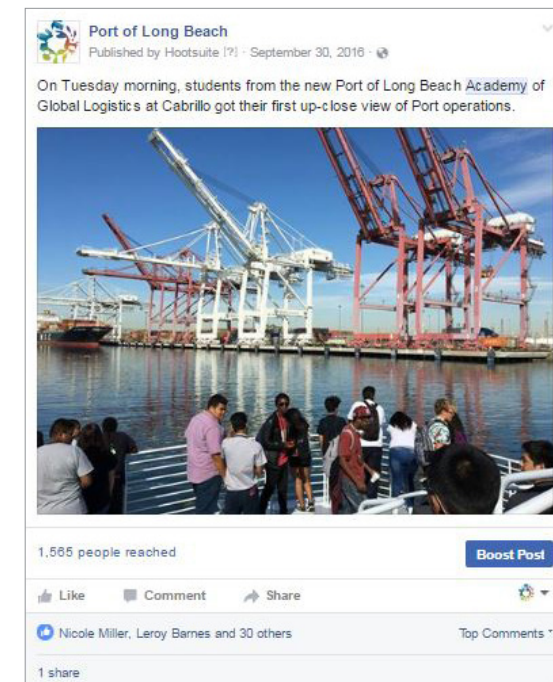 Port of Long Beach
Published by Hootsuite [?] · September 30, 2016 ·
On Tuesday morning, students from the new Port of Long Beach Academy of
Global Logistics at Cabrillo got their first up-close view of Port operations.
1,565 people reached
Boost Post
Like Comment Share
Nicole Miller, Leroy Barnes and 30 others Top Comments
1 share